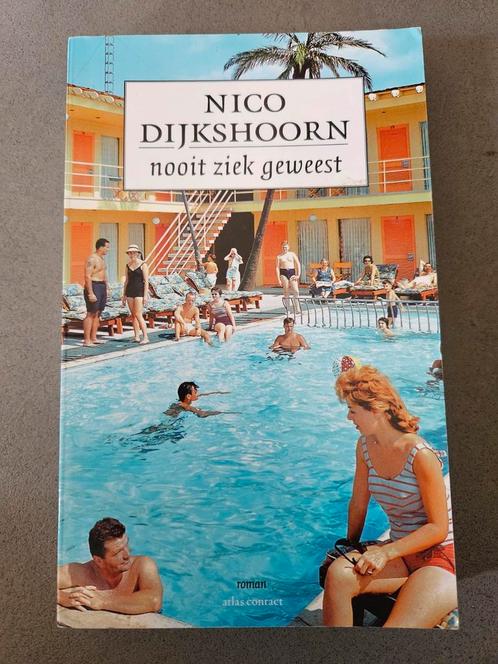 NICO
DIJKSHOORN
nooit ziek geweest
roman
atlas contact